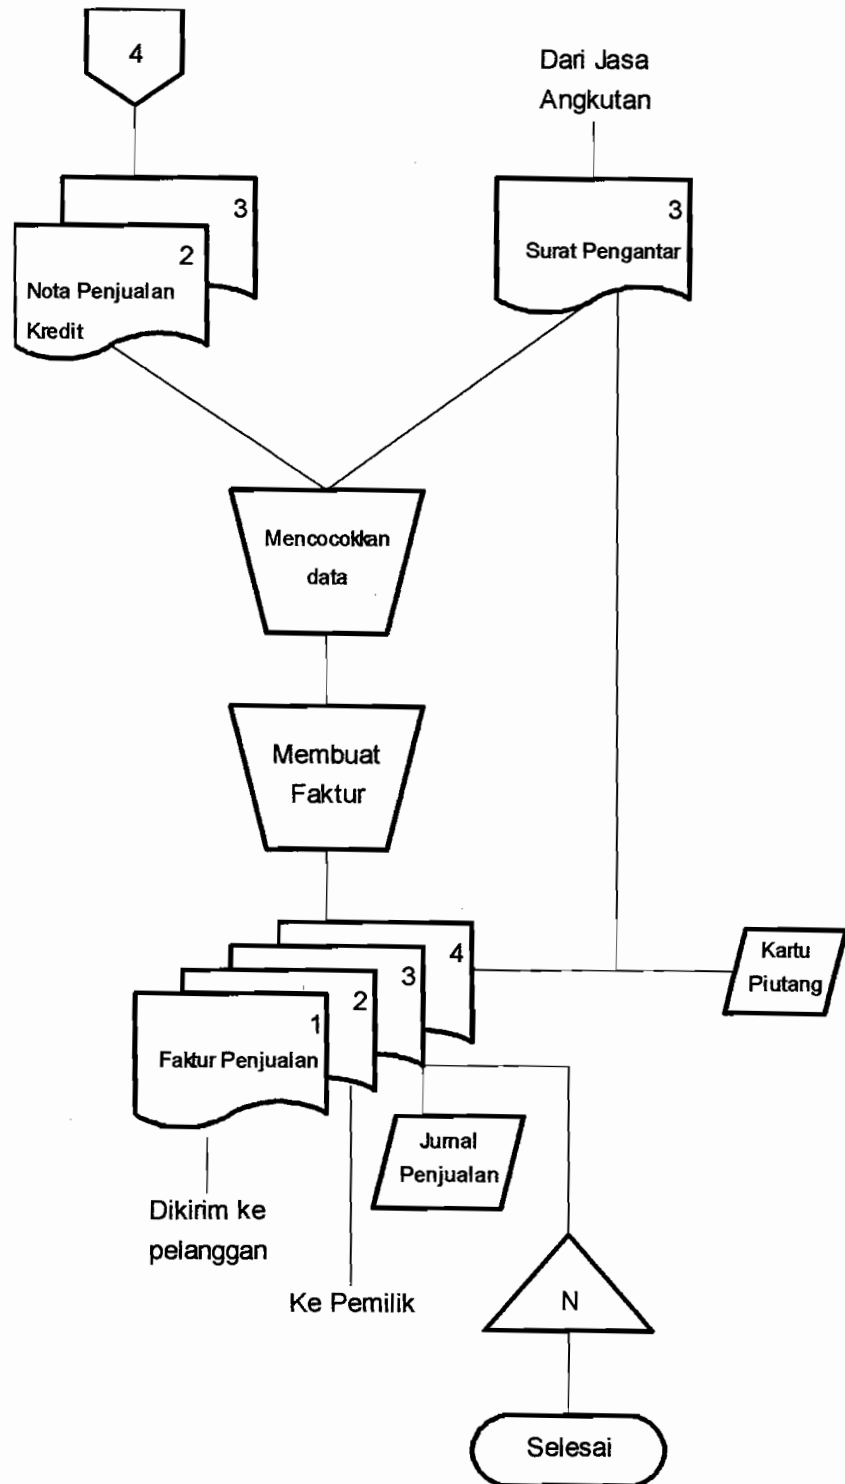 4
Dari Jasa
Angkutan
3
2
Nota Penjualan
Kredit
3
Surat Pengantar
Mencocokkan
data
Membuat
Faktur
4
3
2
1
Faktur Penjualan
Kartu
Piutang
Jurnal
Penjualan
Dikirim ke
pelanggan
Ke Pemilik
N
Selesai